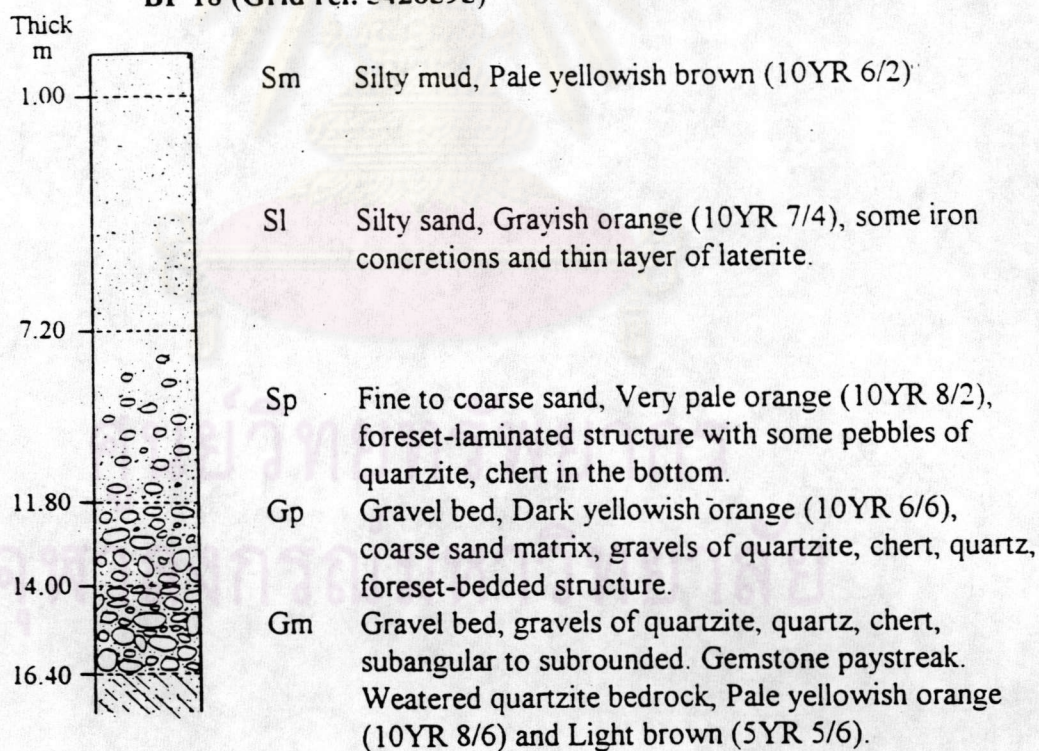 Thick
m
1.00
Sm Silty mud, Pale yellowish brown (10YR 6/2)
Sl Silty sand, Grayish orange (10YR 7/4), some iron
concretions and thin layer of laterite.
7.20
Sp Fine to coarse sand, Very pale orange (10YR 8/2),
foreset-laminated structure with some pebbles of
quartzite, chert in the bottom.
11.80
Gp Gravel bed, Dark yellowish orange (10YR 6/6),
coarse sand matrix, gravels of quartzite, chert, quartz,
foreset-bedded structure.
14.00
Gm Gravel bed, gravels of quartzite, quartz, chert,
subangular to subrounded. Gemstone paystreak.
16.40
Weatered quartzite bedrock, Pale yellowish orange
(10YR 8/6) and Light brown (5YR 5/6).